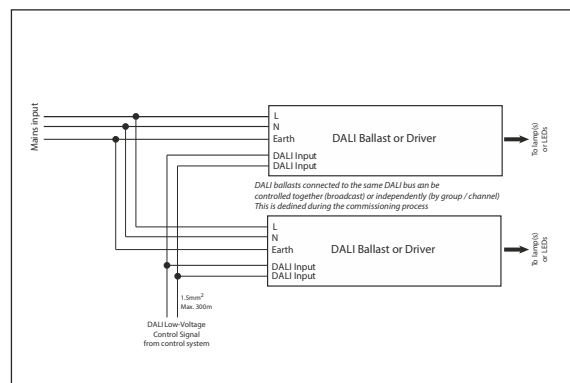 Mains input
L
N
Earth
DALI Input
DALI Input
DALI Ballast or Driver
To lamp(s)
or LEDs
DALI ballasts connected to the same DALI bus an be
controlled together (broadcast) or independently (by group / channel)
This is dedined during the commissioning process
L
N
Earth
DALI Input
DALI Input
DALI Ballast or Driver
To lamp(s)
or LEDs
1.5mm²
Max. 300m
DALI Low-Voltage
Control Signal
from control system